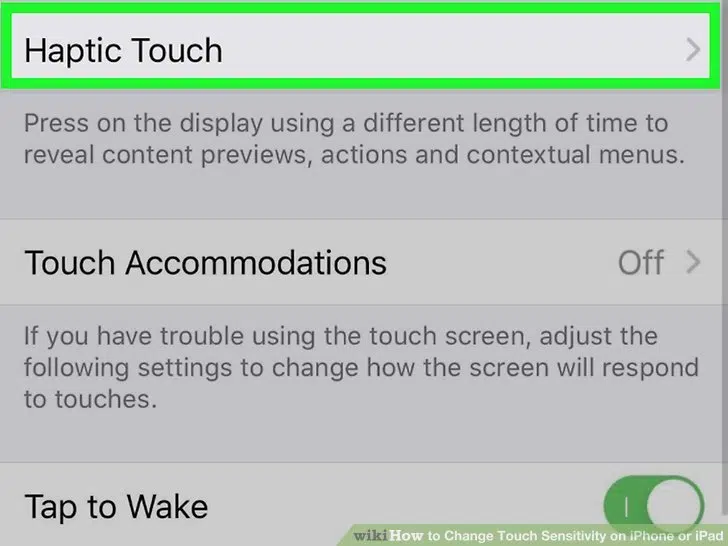 Haptic Touch
Press on the display using a different length of time to
reveal content previews, actions and contextual menus.
Touch Accommodations Off
If you have trouble using the touch screen, adjust the
following settings to change how the screen will respond
to touches.
Tap to Wake
wikiHow to Change Touch Sensitivity on iPhone or iPad